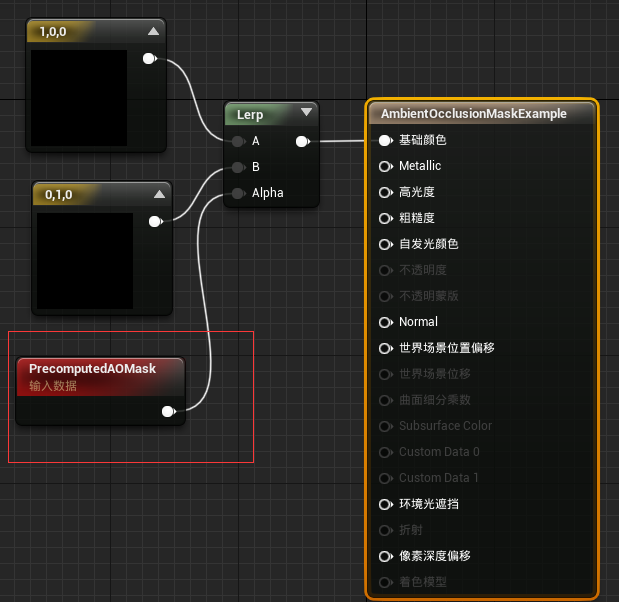 1,0,0
0,1,0
PrecomputedAOMask
输入数据
Lerp
A
B
Alpha
AmbientOcclusionMaskExample
基础颜色
Metallic
高光度
粗糙度
自发光颜色
不透明度
不透明蒙版
Normal
世界场景位置偏移
世界场景位移
曲面细分乘数
Subsurface Color
Custom Data 0
Custom Data 1
环境光遮挡
折射
像素深度偏移
着色模型